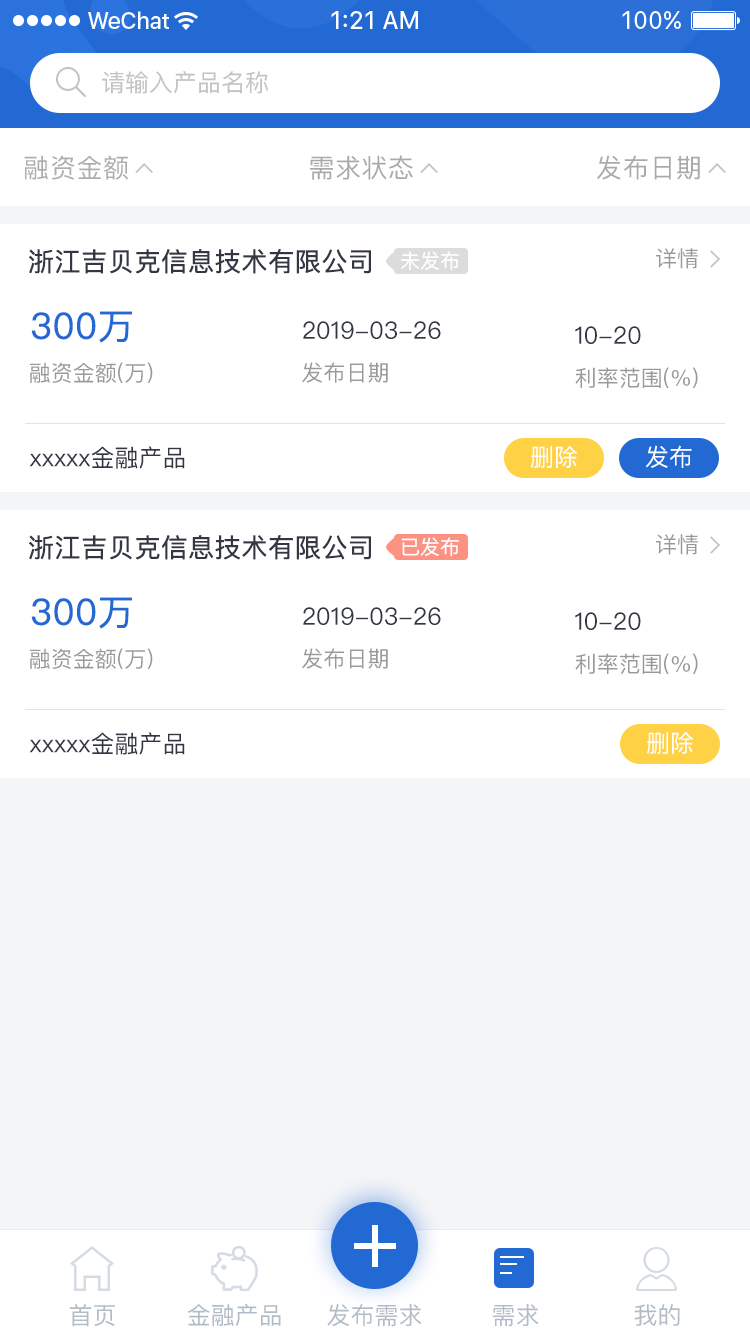 WeChat 1:21 AM 100%
请输入产品名称
融资金额 需求状态 发布日期
浙江吉贝克信息技术有限公司 未发布 详情
300万 2019-03-26 10-20
融资金额(万) 发布日期 利率范围(%)
xxxxx金融产品 删除 发布
浙江吉贝克信息技术有限公司 已发布 详情
300万 2019-03-26 10-20
融资金额(万) 发布日期 利率范围(%)
xxxxx金融产品 删除
首页 金融产品 发布需求 需求 我的